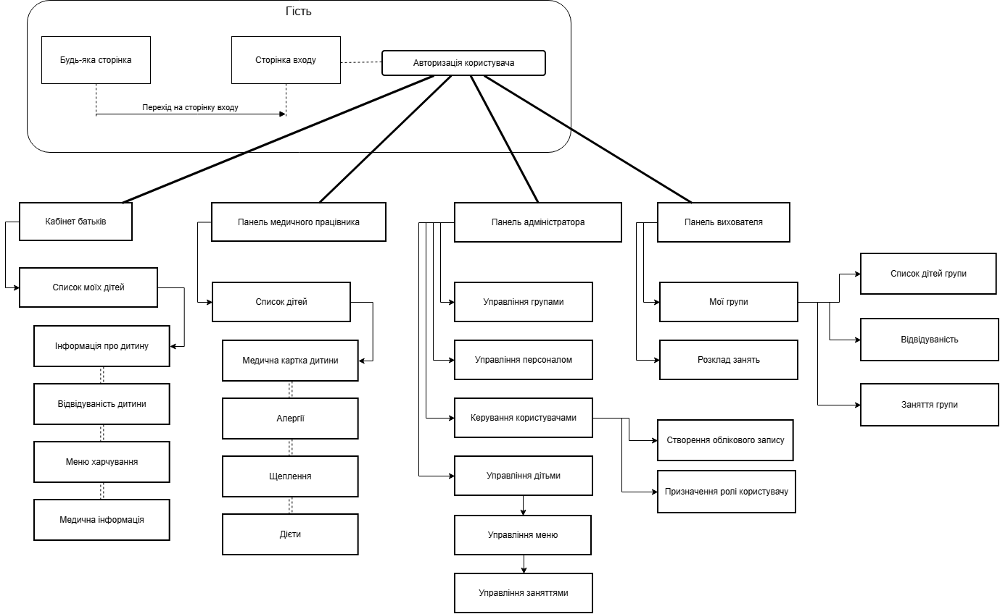 Гість
Будь-яка сторінка
Сторінка входу
Авторизація користувача
Перехід на сторінку входу
Кабінет батьків
Панель медичного працівника
Панель адміністратора
Панель вихователя
Список моїх дітей
Список дітей
Управління групами
Мої групи
Список дітей групи
Інформація про дитину
Медична картка дитини
Управління персоналом
Розклад занять
Відвідуваність
Відвідуваність дитини
Алергії
Керування користувачами
Створення облікового запису
Заняття групи
Меню харчування
Щеплення
Управління дітьми
Призначення ролі користувачу
Медична інформація
Дієти
Управління меню
Управління заняттями